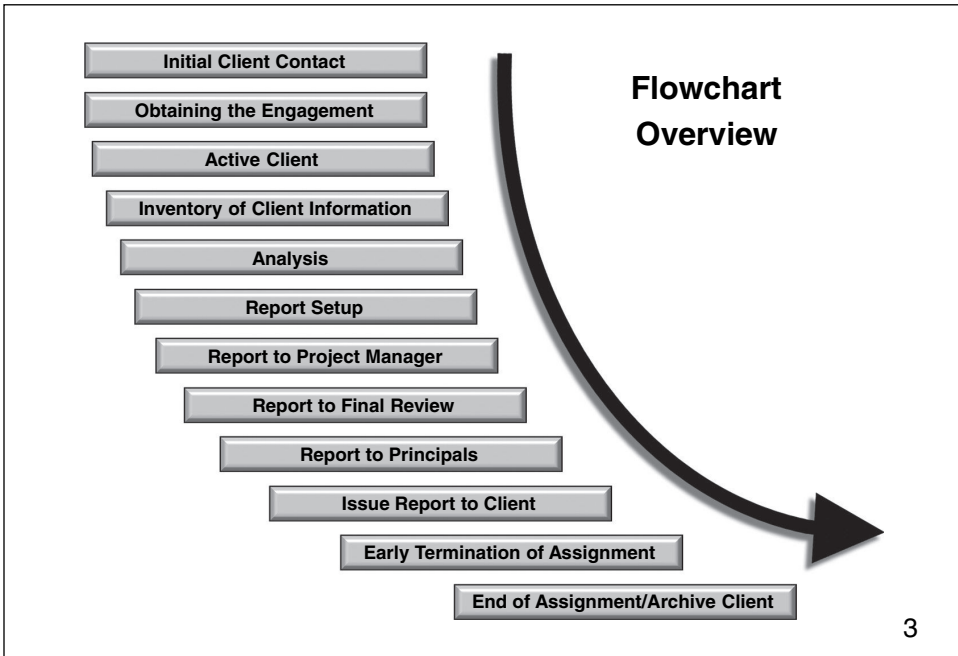 Flowchart
Overview
Initial Client Contact
Obtaining the Engagement
Active Client
Inventory of Client Information
Analysis
Report Setup
Report to Project Manager
Report to Final Review
Report to Principals
Issue Report to Client
Early Termination of Assignment
End of Assignment/Archive Client
3